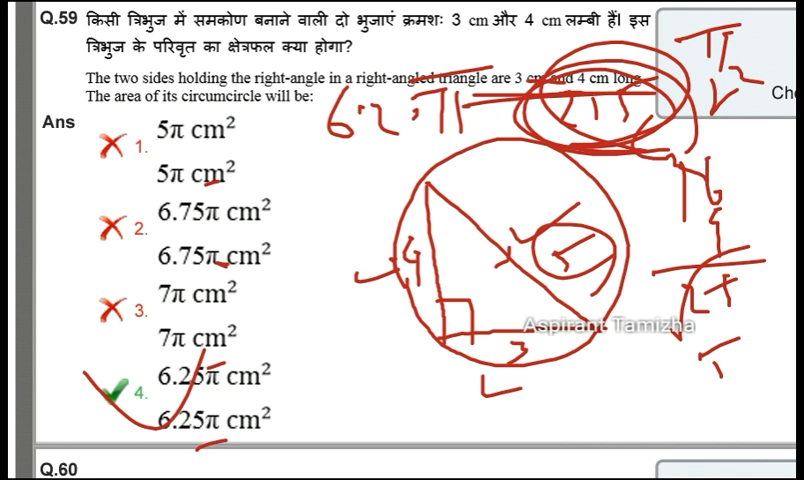 Q.59 किसी त्रिभुज में समकोण बनाने वाली दो भुजाएं क्रमशः 3 cm और 4 cm लम्बी हैं। इस
त्रिभुज के परिवृत का क्षेत्रफल क्या होगा?
The two sides holding the right-angle in a right-angled triangle are 3 cm and 4 cm long.
The area of its circumcircle will be:
Ch
Ans
1. 5π cm²
5π cm²
2. 6.75π cm²
6.75π cm²
3. 7π cm²
7π cm²
4. 6.25π cm²
6.25π cm²
4
5
3
Aspirant Tamizha
Q.60